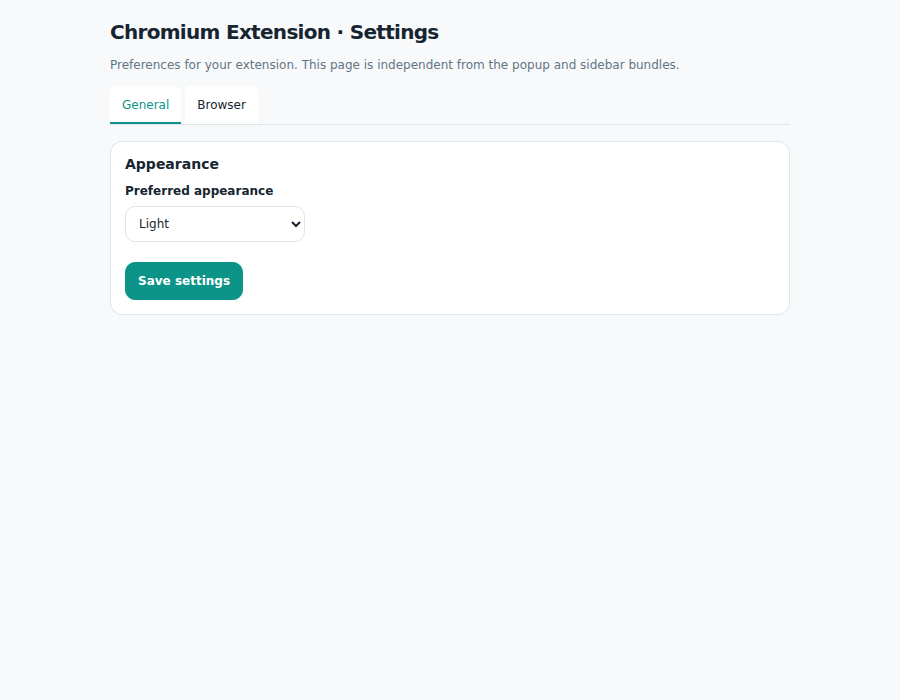 Chromium Extension · Settings
Preferences for your extension. This page is independent from the popup and sidebar bundles.
General Browser
Appearance
Preferred appearance
Light
Save settings